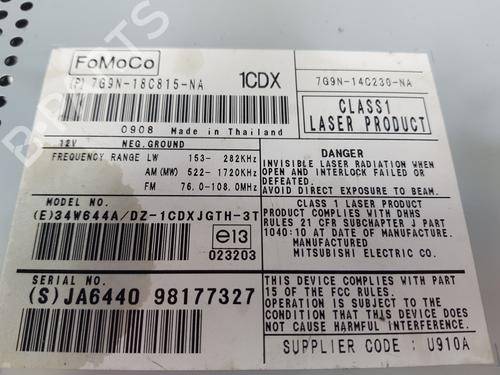 FoMoCo
(P) 7G9N-18C815-NA
1CDX
7G9N-14C230-NA
CLASS1
LASER PRODUCT
0908 Made in Thailand
12V NEG.GROUND
FREQUENCY RANGE LW 153- 282KHz
AM(MW) 522- 1720KHz
FM 76.0-108.0MHz
DANGER
INVISIBLE LASER RADIATION WHEN
OPEN AND INTERLOCK FAILED OR
DEFEATED.
AVOID DIRECT EXPOSURE TO BEAM.
MODEL NO.
(E)34W644A/DZ-1CDXJGTH-3T
e13
023203
CLASS 1 LASER PRODUCT
PRODUCT COMPLIES WITH DHHS
RULES 21 CFR SUBCHAPTER J PART
1040:10 AT DATE OF MANUFACTURE.
MANUFACTURED
MITSUBISHI ELECTRIC CO.
SERIAL NO.
(S)JA6440 98177327
THIS DEVICE COMPLIES WITH PART
15 OF THE FCC RULES.
OPERATION IS SUBJECT TO THE
CONDITION THAT THIS DEVICE DOES
NOT CAUSE HARMFUL INTERFERENCE.
SUPPLIER CODE : U910A
B-PARTS